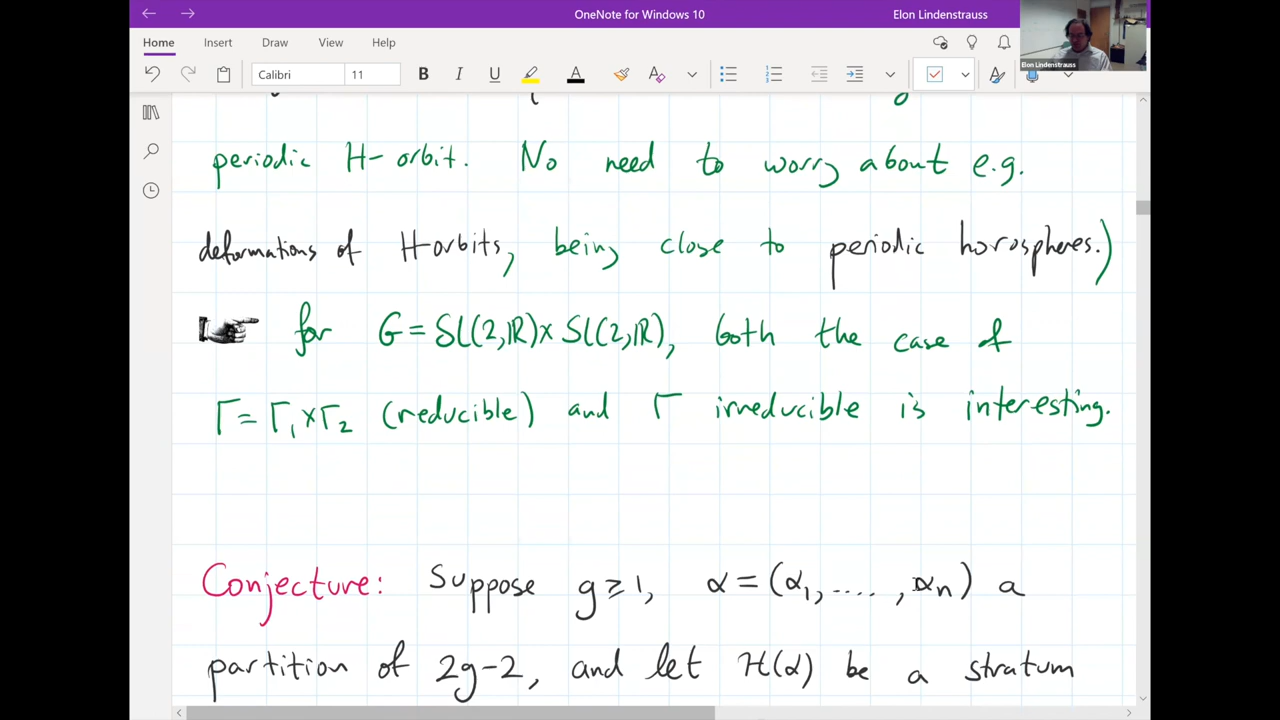 OneNote for Windows 10
Elon Lindenstrauss
Home Insert Draw View Help
Elon Lindenstrauss
Calibri 11 B I U A
periodic H-orbit. No need to worry about e.g.
deformations of H orbits, being close to periodic horospheres.)
for G = SL(2,ℝ) x SL(2,ℝ), both the case of
Γ = Γ₁ x Γ₂ (reducible) and Γ irreducible is interesting.
Conjecture: Suppose g ≥ 1, α = (α₁, ...., αn) a
partition of 2g-2, and let H(α) be a stratum